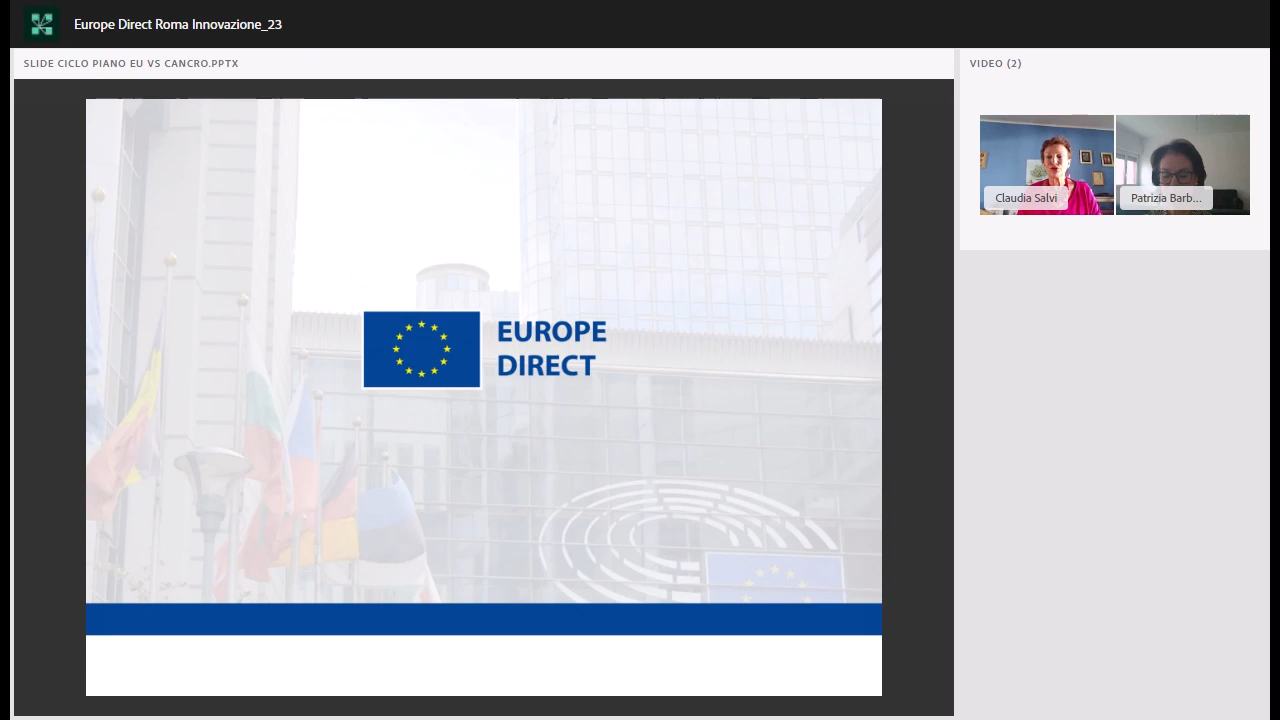 Europe Direct Roma Innovazione_23
SLIDE CICLO PIANO EU VS CANCRO.PPTX
VIDEO (2)
Claudia Salvi
Patrizia Barb...
EUROPE
DIRECT